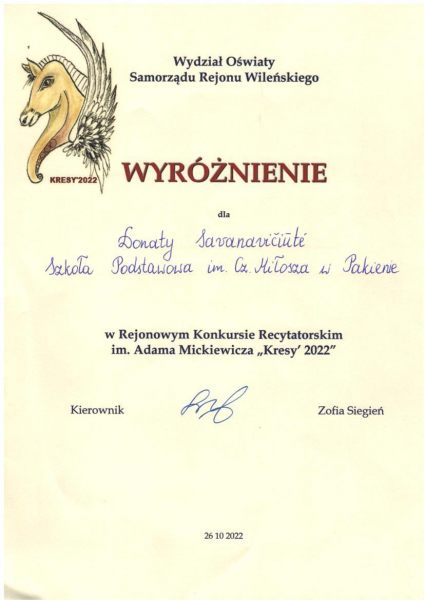 Wydział Oświaty
Samorządu Rejonu Wileńskiego
KRESY'2022
WYRÓŻNIENIE
dla
Donaty Savanavičiūtė
Szkoła Podstawowa im. Cz. Miłosza w Pakienie
w Rejonowym Konkursie Recytatorskim
im. Adama Mickiewicza „Kresy’ 2022”
Kierownik
Zofia Siegień
26 10 2022